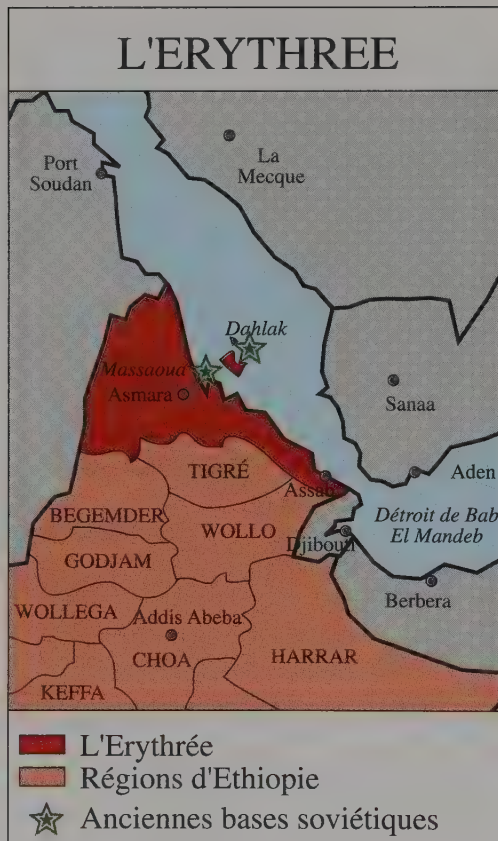 L'ERYTHREE
Port
Soudan
La
Mecque
Dahlak
Massaoua
Asmara
Sanaa
TIGRÉ
Assab
Aden
BEGEMDER
WOLLO
Détroit de Bab
El Mandeb
Djibouti
GODJAM
Berbera
WOLLEGA
Addis Abeba
CHOA
HARRAR
KEFFA
L'Erythrée
Régions d'Ethiopie
Anciennes bases soviétiques